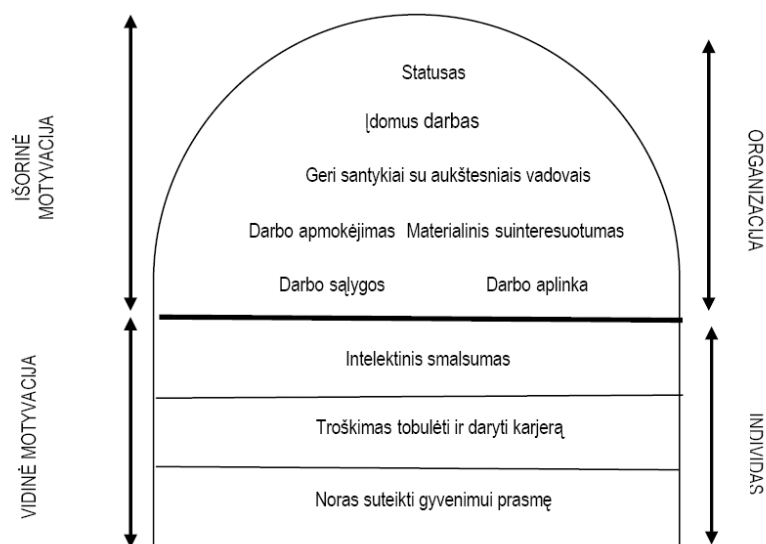 Statusas
Įdomus darbas
Geri santykiai su aukštesniais vadovais
Darbo apmokėjimas Materialinis suinteresuotumas
Darbo sąlygos Darbo aplinka
IŠORINĖ
MOTYVACIJA
ORGANIZACIJA
Intelektinis smalsumas
Troškimas tobulėti ir daryti karjerą
Noras suteikti gyvenimui prasmę
VIDINĖ MOTYVACIJA
INDIVIDAS